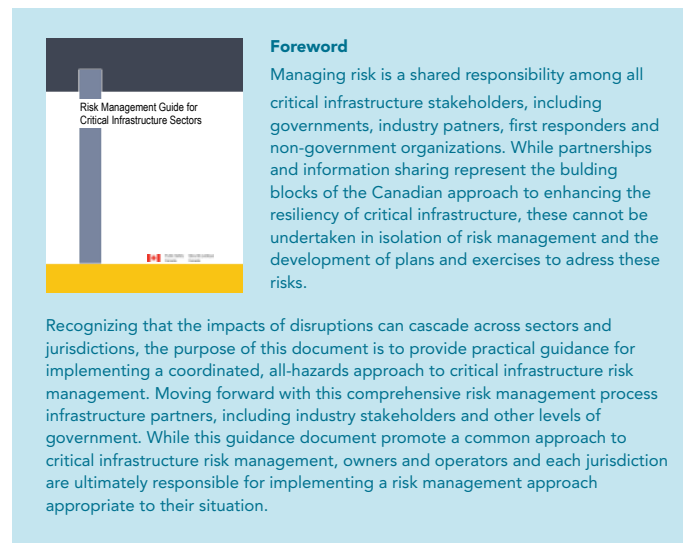 Risk Management Guide for
Critical Infrastructure Sectors
Foreword
Managing risk is a shared responsibility among all
critical infrastructure stakeholders, including
governments, industry patners, first responders and
non-government organizations. While partnerships
and information sharing represent the bulding
blocks of the Canadian approach to enhancing the
resiliency of critical infrastructure, these cannot be
undertaken in isolation of risk management and the
development of plans and exercises to adress these
risks.
Recognizing that the impacts of disruptions can cascade across sectors and
jurisdictions, the purpose of this document is to provide practical guidance for
implementing a coordinated, all-hazards approach to critical infrastructure risk
management. Moving forward with this comprehensive risk management process
infrastructure partners, including industry stakeholders and other levels of
government. While this guidance document promote a common approach to
critical infrastructure risk management, owners and operators and each jurisdiction
are ultimately responsible for implementing a risk management approach
appropriate to their situation.